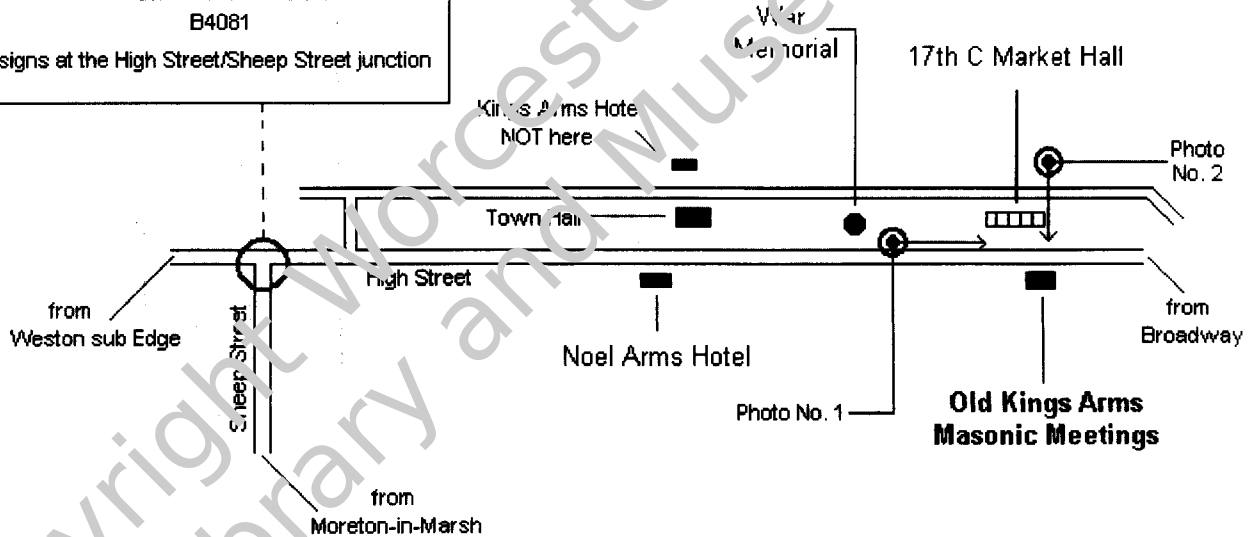 B4081
signs at the High Street/Sheep Street junction
War
Memorial
17th C Market Hall
Kings Arms Hotel
NOT here
Photo
No. 2
Town Hall
High Street
from
Weston sub Edge
Sheep Street
Noel Arms Hotel
from
Broadway
Photo No. 1
Old Kings Arms
Masonic Meetings
from
Moreton-in-Marsh